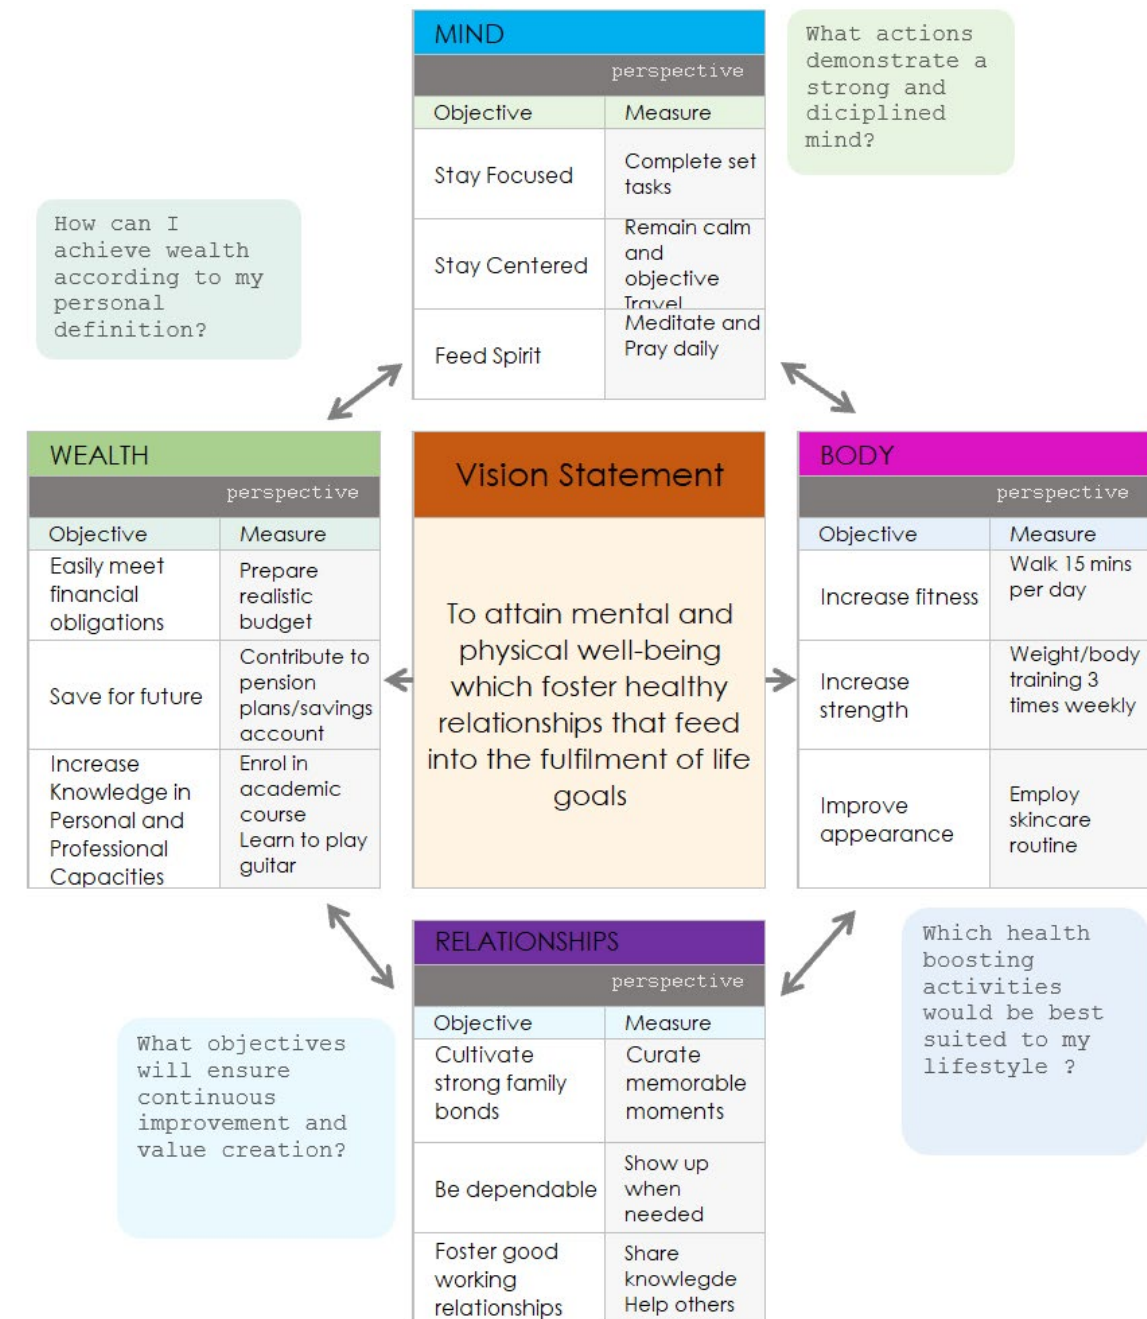 MIND
perspective
Objective Measure
Stay Focused
Complete set
tasks
Stay Centered
Remain calm
and
objective
Travel
Feed Spirit
Meditate and
Pray daily
What actions
demonstrate a
strong and
diciplined
mind?
How can I
achieve wealth
according to my
personal
definition?
WEALTH
perspective
Objective Measure
Easily meet
financial
obligations
Prepare
realistic
budget
Save for future
Contribute to
pension
plans/savings
account
Increase
Knowledge in
Personal and
Professional
Capacities
Enrol in
academic
course
Learn to play
guitar
Vision Statement
To attain mental and
physical well-being
which foster healthy
relationships that feed
into the fulfilment of life
goals
BODY
perspective
Objective Measure
Increase fitness
Walk 15 mins
per day
Increase
strength
Weight/body
training 3
times weekly
Improve
appearance
Employ
skincare
routine
RELATIONSHIPS
perspective
Objective Measure
Cultivate
strong family
bonds
Curate
memorable
moments
Be dependable
Show up
when
needed
Foster good
working
relationships
Share
knowlegde
Help others
What objectives
will ensure
continuous
improvement and
value creation?
Which health
boosting
activities
would be best
suited to my
lifestyle ?